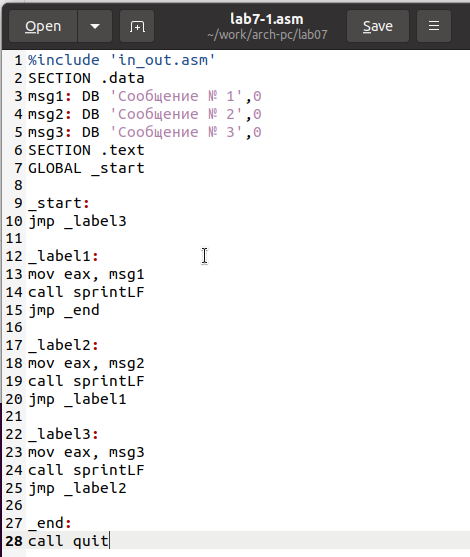 Open
lab7-1.asm
~/work/arch-pc/lab07
Save
1 %include 'in_out.asm'
2 SECTION .data
3 msg1: DB 'Сообщение № 1',0
4 msg2: DB 'Сообщение № 2',0
5 msg3: DB 'Сообщение № 3',0
6 SECTION .text
7 GLOBAL _start
8
9 _start:
10 jmp _label3
11
12 _label1:
13 mov eax, msg1
14 call sprintLF
15 jmp _end
16
17 _label2:
18 mov eax, msg2
19 call sprintLF
20 jmp _label1
21
22 _label3:
23 mov eax, msg3
24 call sprintLF
25 jmp _label2
26
27 _end:
28 call quit